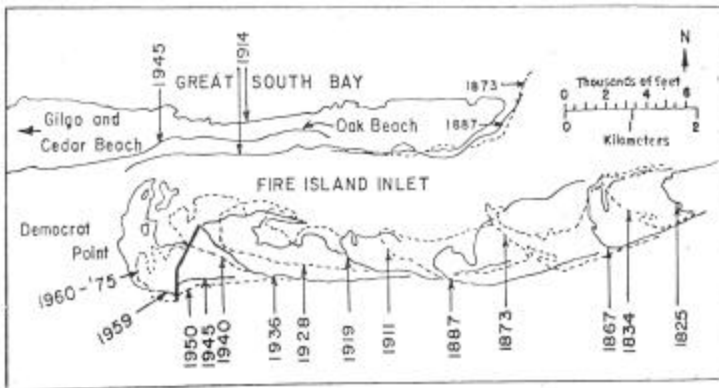 1945
1914
N
GREAT SOUTH BAY
1873
Thousands of feet
0 2 4 6
0 1 2
Kilometers
Gilgo and
Cedar Beach
Oak Beach
1887
FIRE ISLAND INLET
Democrat
Point
1960-'75
1959
1950
1945
1940
1936
1928
1919
1911
1887
1873
1867
1834
1825